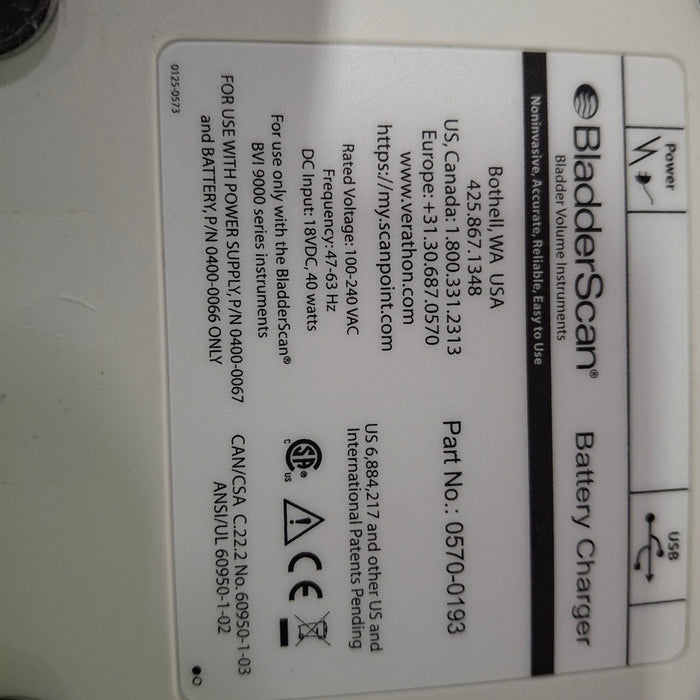 Power
USB
BladderScan® Battery Charger
Bladder Volume Instruments
Noninvasive, Accurate, Reliable, Easy to Use
Bothell, WA USA
425.867.1348
US, Canada: 1.800.331.2313
Europe: +31.30.687.0570
www.verathon.com
https://my.scanpoint.com
Part No.: 0570-0193
Rated Voltage: 100-240 VAC
Frequency: 47-63 Hz
DC Input: 18VDC, 40 watts
US 6,884,217 and other US and
International Patents Pending
For use only with the BladderScan®
BVI 9000 series instruments
C SA® US
CE
FOR USE WITH POWER SUPPLY, P/N 0400-0067
and BATTERY, P/N 0400-0066 ONLY
CAN/CSA C.22.2 No. 60950-1-03
ANSI/UL 60950-1-02
0125-0573